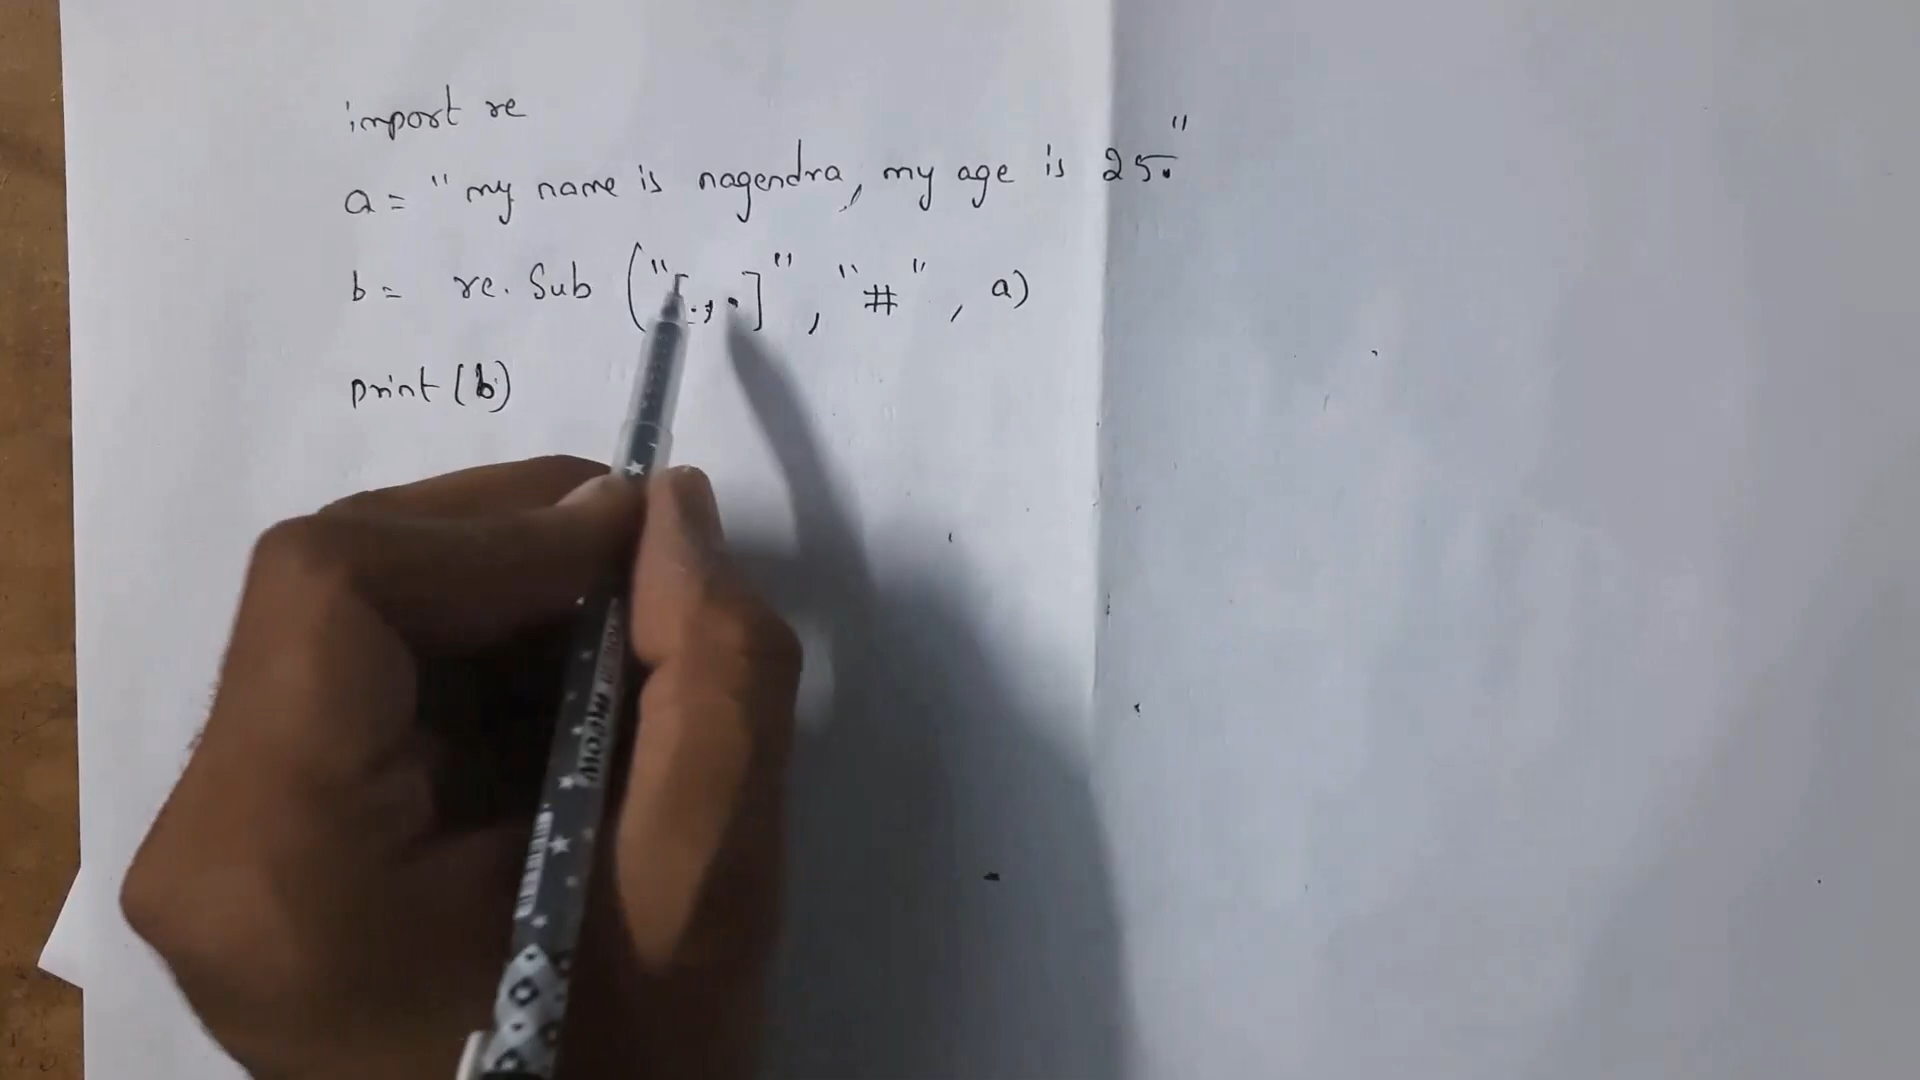 import re
a = "my name is nagendra, my age is 25."
b = re. Sub ("[.,.]", "#", a)
print (b)